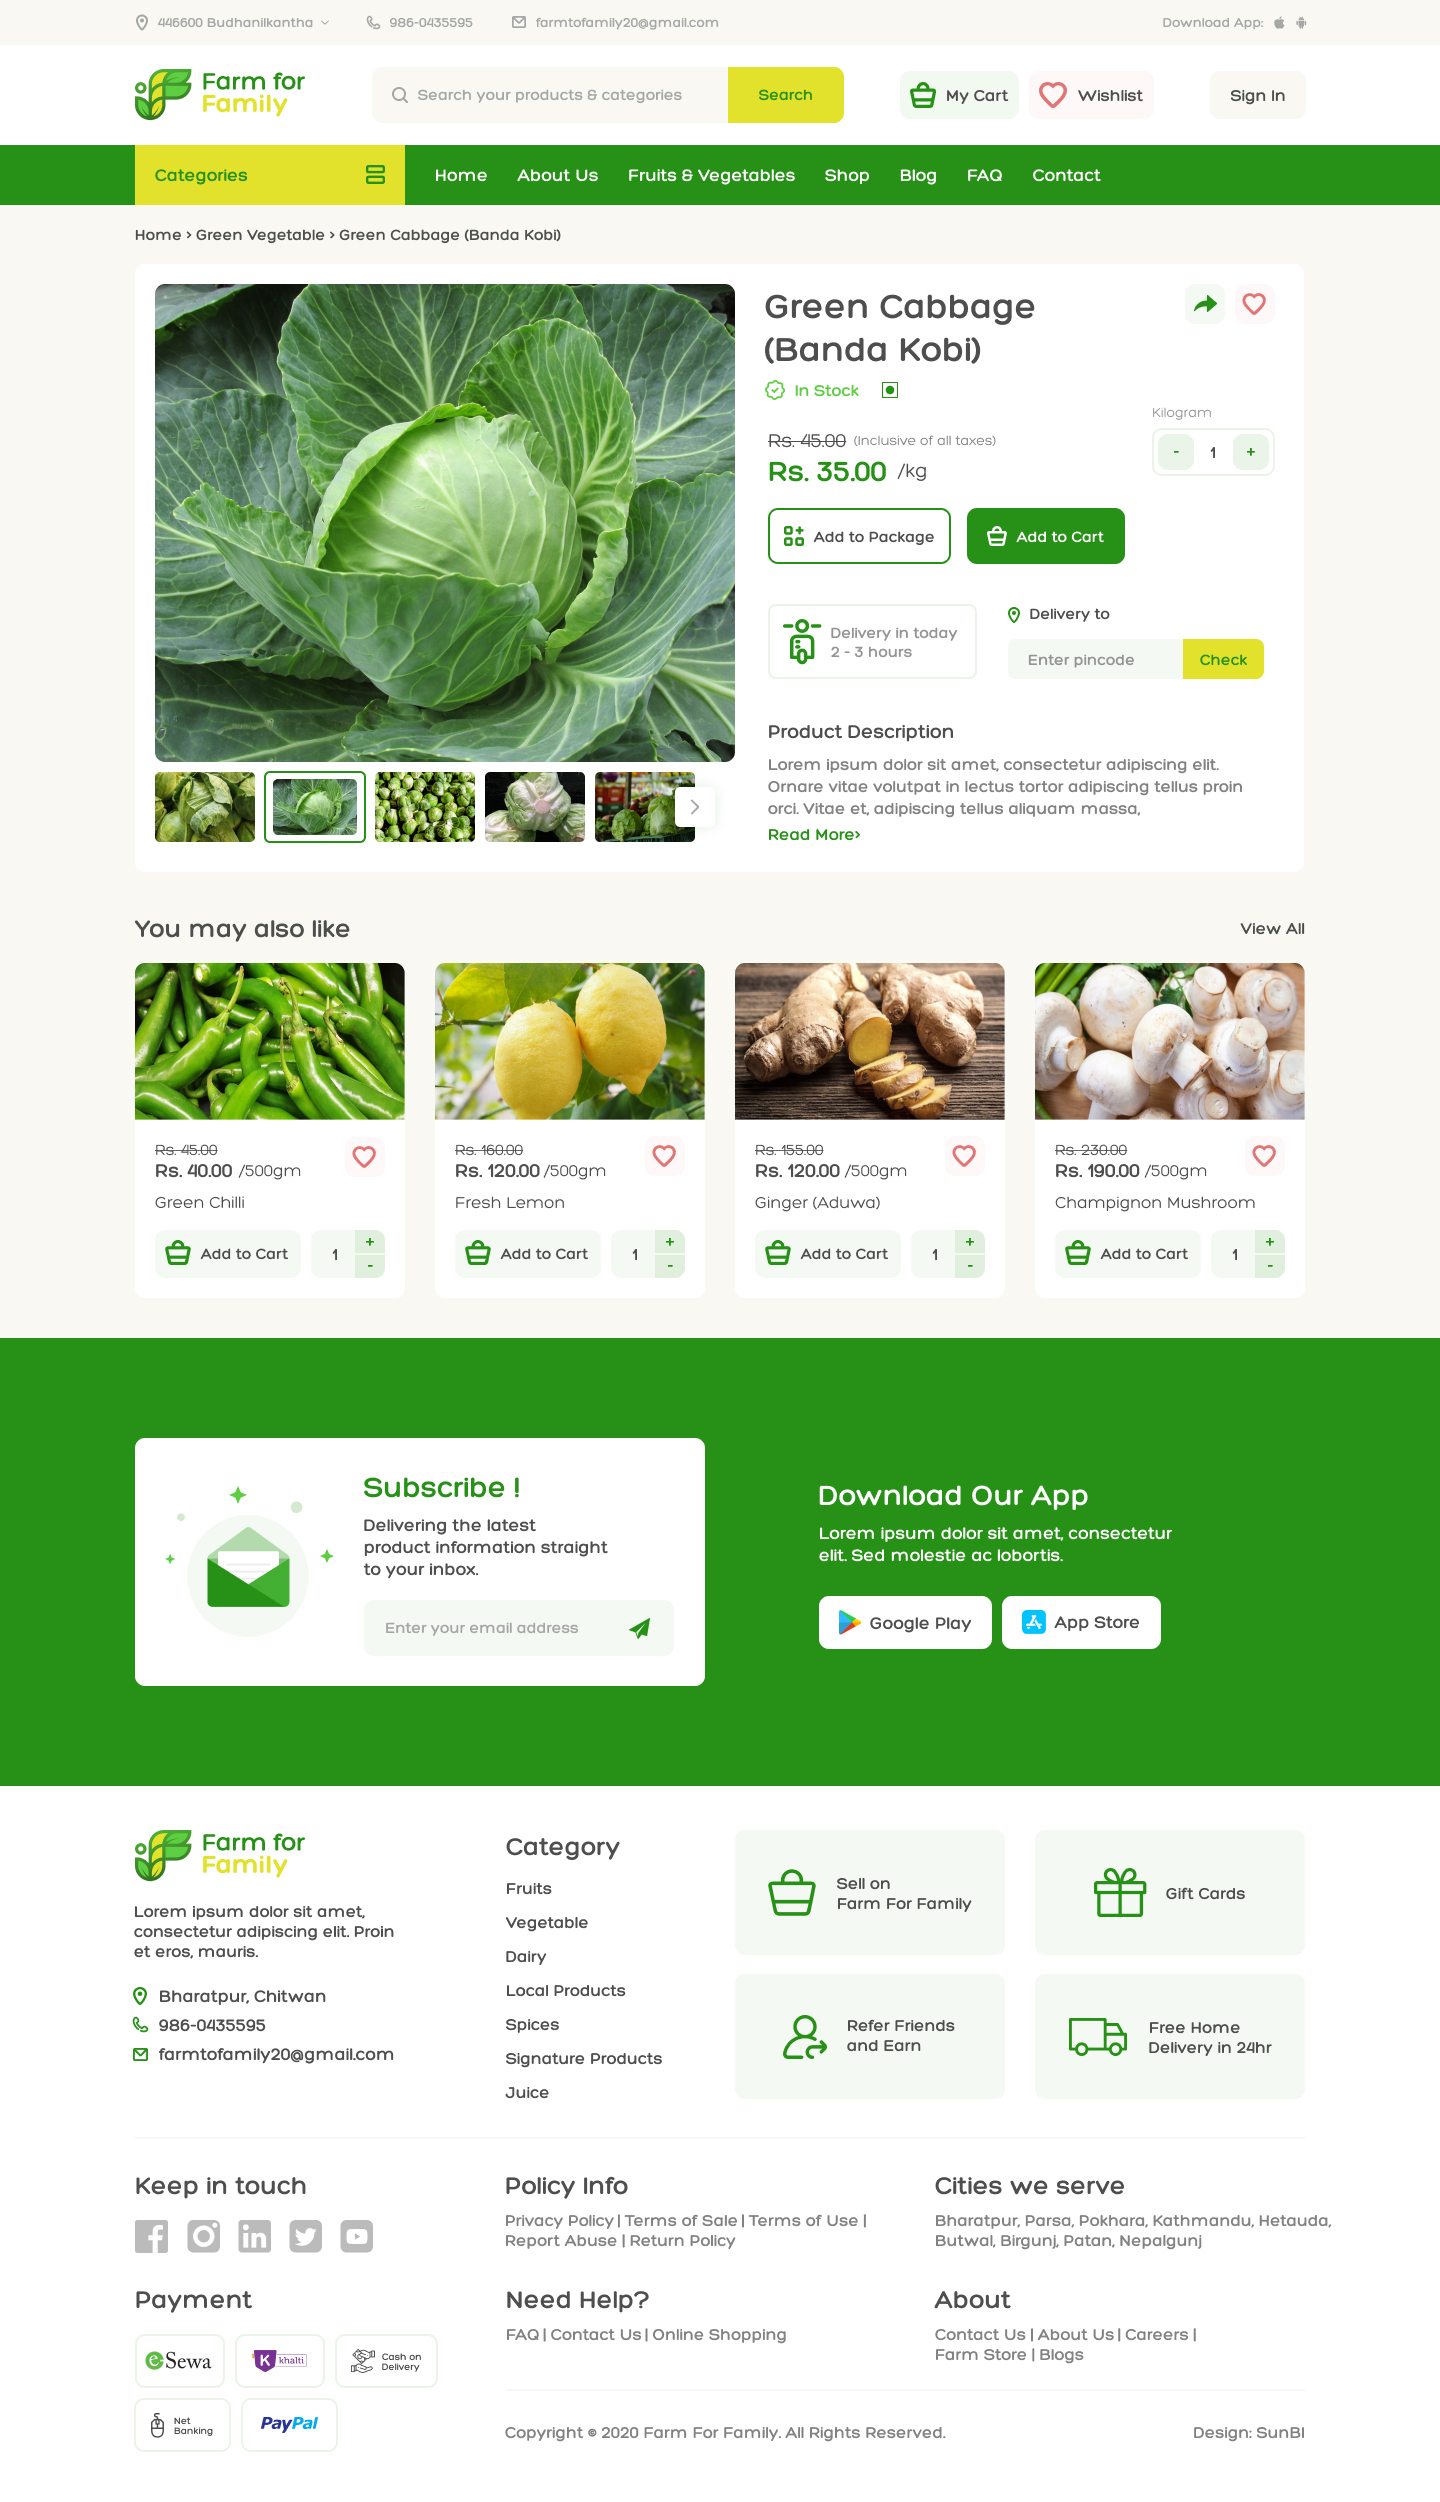 446600 Budhanilkantha
986-0435595
farmtofamily20@gmail.com
Download App:
Farm for
Family
Search your products & categories
Search
My Cart
Wishlist
Sign In
Categories
Home
About Us
Fruits & Vegetables
Shop
Blog
FAQ
Contact
Home > Green Vegetable > Green Cabbage (Banda Kobi)
Green Cabbage
(Banda Kobi)
In Stock
Kilogram
- 1 +
Rs. 45.00 (Inclusive of all taxes)
Rs. 35.00 /kg
Add to Package
Add to Cart
Delivery in today
2 - 3 hours
Delivery to
Enter pincode
Check
Product Description
Lorem ipsum dolor sit amet, consectetur adipiscing elit.
Ornare vitae volutpat in lectus tortor adipiscing tellus proin
orci. Vitae et, adipiscing tellus aliquam massa,
Read More>
You may also like
View All
Rs. 45.00
Rs. 40.00 /500gm
Green Chilli
Add to Cart
1
+
-
Rs. 160.00
Rs. 120.00 /500gm
Fresh Lemon
Add to Cart
1
+
-
Rs. 155.00
Rs. 120.00 /500gm
Ginger (Aduwa)
Add to Cart
1
+
-
Rs. 230.00
Rs. 190.00 /500gm
Champignon Mushroom
Add to Cart
1
+
-
Subscribe !
Delivering the latest
product information straight
to your inbox.
Enter your email address
Download Our App
Lorem ipsum dolor sit amet, consectetur
elit. Sed molestie ac lobortis.
Google Play
App Store
Farm for
Family
Lorem ipsum dolor sit amet,
consectetur adipiscing elit. Proin
et eros, mauris.
Bharatpur, Chitwan
986-0435595
farmtofamily20@gmail.com
Category
Fruits
Vegetable
Dairy
Local Products
Spices
Signature Products
Juice
Sell on
Farm For Family
Gift Cards
Refer Friends
and Earn
Free Home
Delivery in 24hr
Keep in touch
Policy Info
Privacy Policy | Terms of Sale | Terms of Use |
Report Abuse | Return Policy
Cities we serve
Bharatpur, Parsa, Pokhara, Kathmandu, Hetauda,
Butwal, Birgunj, Patan, Nepalgunj
Payment
eSewa
K khalti
Cash on
Delivery
Net
Banking
PayPal
Need Help?
FAQ | Contact Us | Online Shopping
About
Contact Us | About Us | Careers |
Farm Store | Blogs
Copyright © 2020 Farm For Family. All Rights Reserved.
Design: SunBI